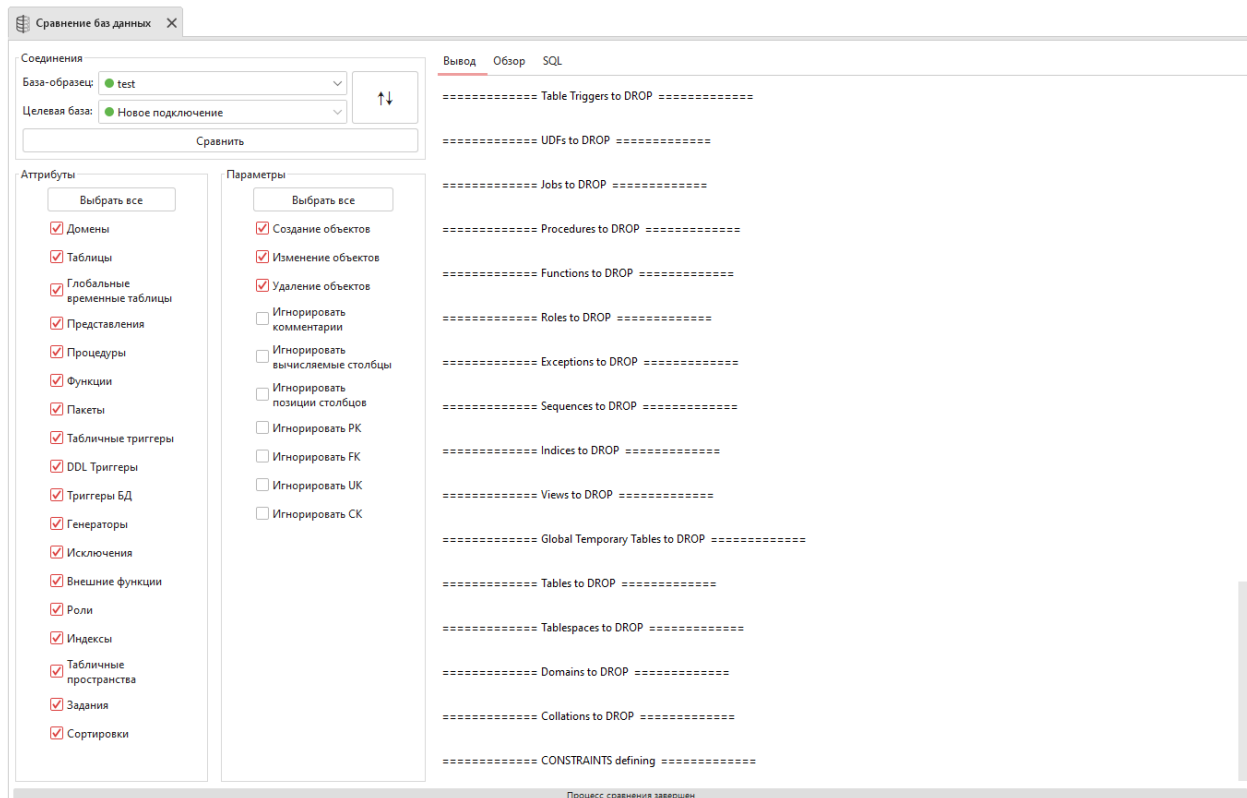 Сравнение баз данных
Соединения
База-образец: test
Целевая база: Новое подключение
Сравнить
Аттрибуты
Выбрать все
Домены
Таблицы
Глобальные
временные таблицы
Представления
Процедуры
Функции
Пакеты
Табличные триггеры
DDL Триггеры
Триггеры БД
Генераторы
Исключения
Внешние функции
Роли
Индексы
Табличные
пространства
Задания
Сортировки
Параметры
Выбрать все
Создание объектов
Изменение объектов
Удаление объектов
Игнорировать
комментарии
Игнорировать
вычисляемые столбцы
Игнорировать
позиции столбцов
Игнорировать PK
Игнорировать FK
Игнорировать UK
Игнорировать CK
Вывод Обзор SQL
============= Table Triggers to DROP =============
============= UDFs to DROP =============
============= Jobs to DROP =============
============= Procedures to DROP =============
============= Functions to DROP =============
============= Roles to DROP =============
============= Exceptions to DROP =============
============= Sequences to DROP =============
============= Indices to DROP =============
============= Views to DROP =============
============= Global Temporary Tables to DROP =============
============= Tables to DROP =============
============= Tablespaces to DROP =============
============= Domains to DROP =============
============= Collations to DROP =============
============= CONSTRAINTS defining =============
Процесс сравнения завершен